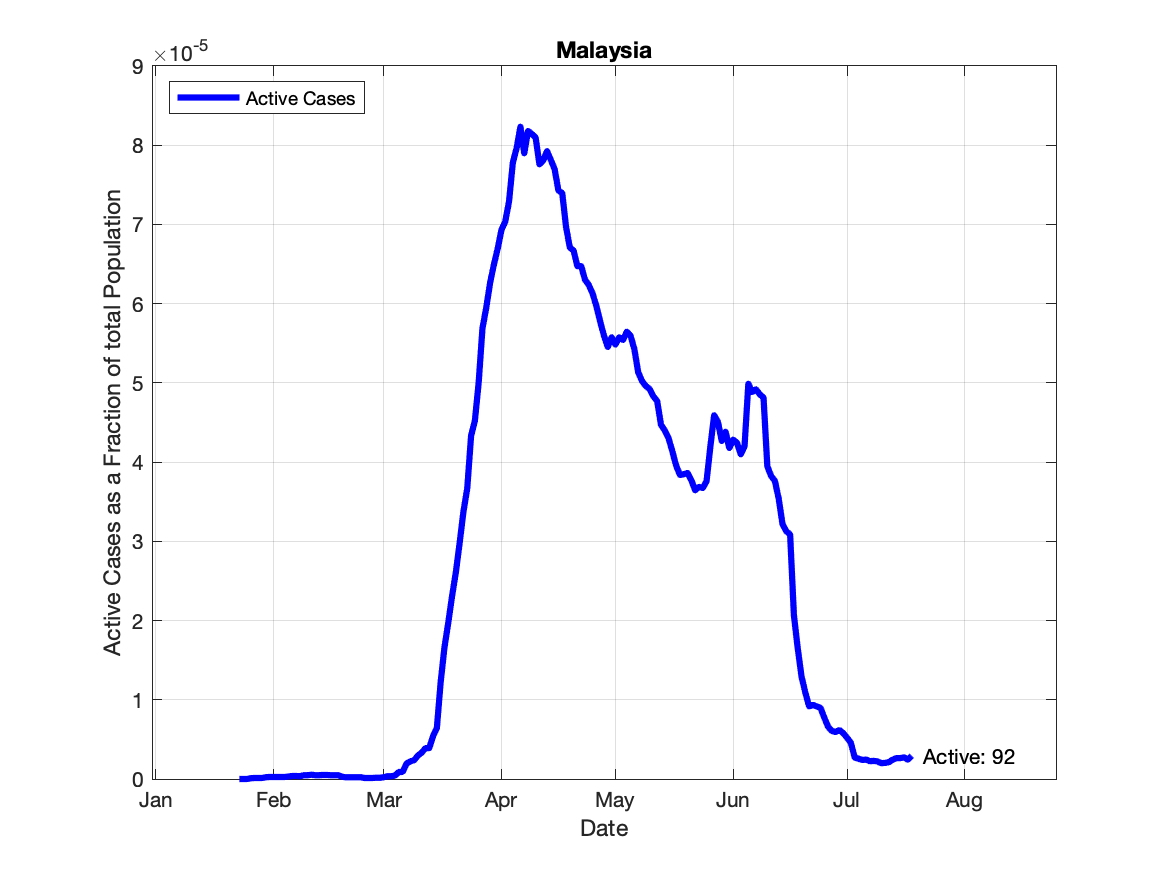 Malaysia
×10-5
Active Cases
9
8
7
6
5
4
3
2
1
0
Active Cases as a Fraction of total Population
Active: 92
Jan Feb Mar Apr May Jun Jul Aug
Date